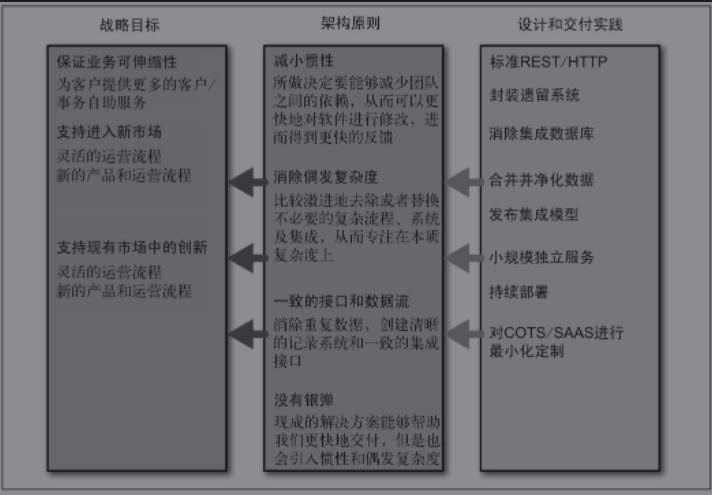 战略目标
保证业务可伸缩性
为客户提供更多的客户/
事务自助服务
支持进入新市场
灵活的运营流程
新的产品和运营流程
支持现有市场中的创新
灵活的运营流程
新的产品和运营流程
架构原则
减小惯性
所做决定要能够减少团队
之间的依赖，从而可以更
快地对软件进行修改，进
而得到更快的反馈
消除偶发复杂度
比较激进地去除或者替换
不必要的复杂流程、系统
及集成，从而专注在本质
复杂度上
一致的接口和数据流
消除重复数据，创建清晰
的记录系统和一致的集成
接口
没有银弹
现成的解决方案能够帮助
我们更快地交付，但是也
会引入惯性和偶发复杂度
设计和交付实践
标准REST/HTTP
封装遗留系统
消除集成数据库
合并并净化数据
发布集成模型
小规模独立服务
持续部署
对COTS/SAAS进行
最小化定制